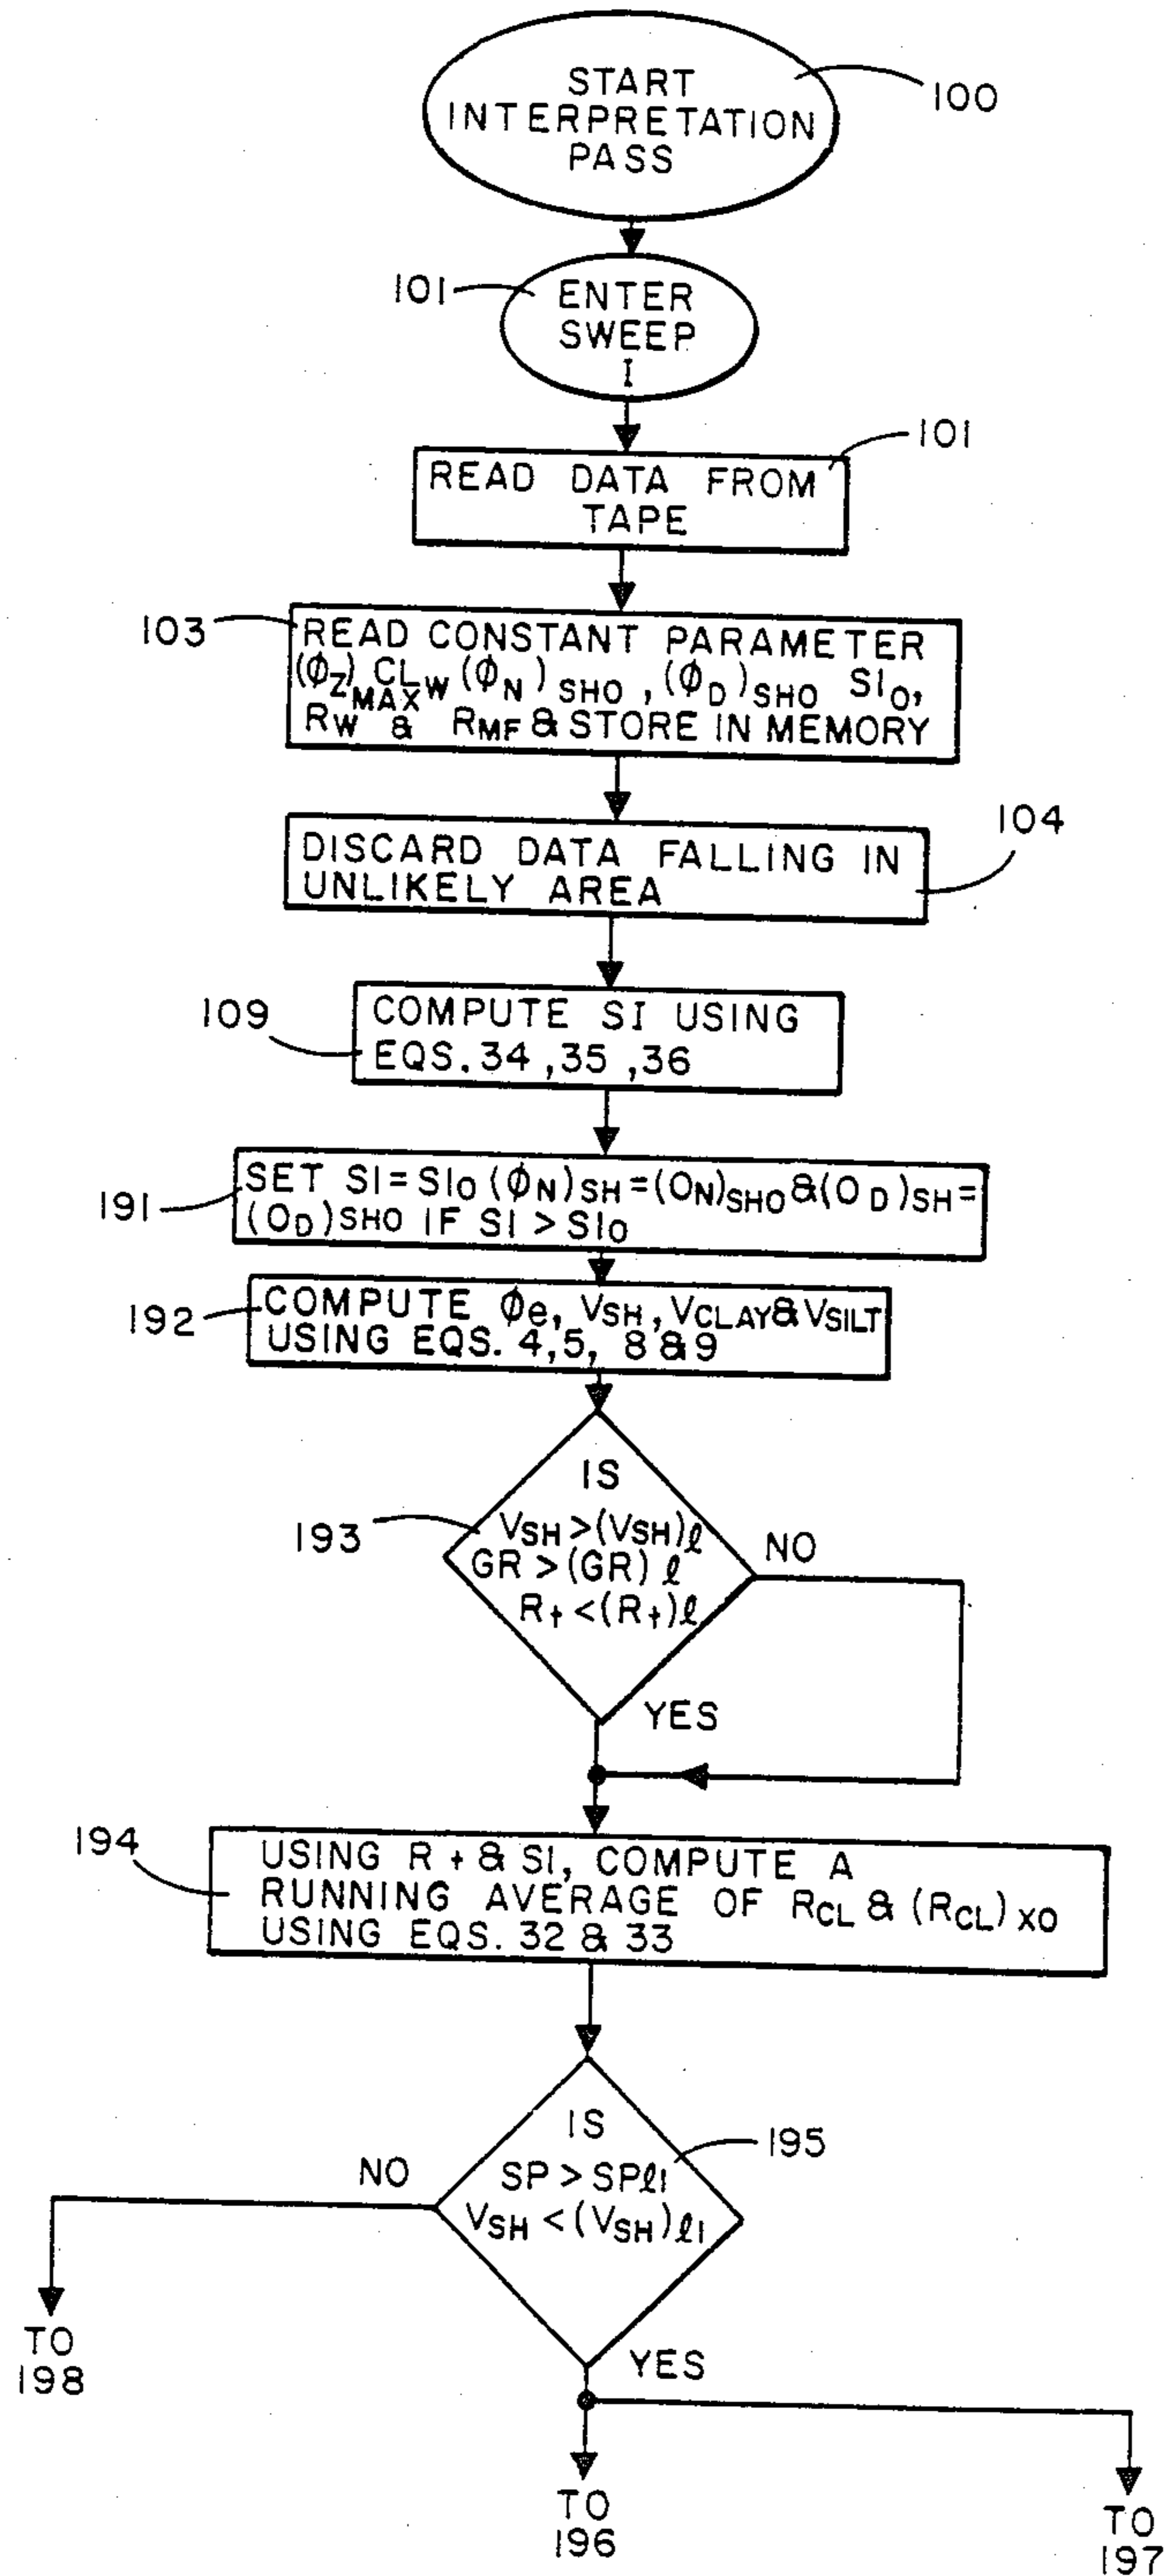 START
INTERPRETATION
PASS
100
101
ENTER
SWEEP
I
101
READ DATA FROM
TAPE
103
READ CONSTANT PARAMETER
(φZ)MAX CLW (φN)SHO, (φD)SHO SIO,
RW & RMF & STORE IN MEMORY
104
DISCARD DATA FALLING IN
UNLIKELY AREA
109
COMPUTE SI USING
EQS. 34, 35, 36
191
SET SI = SIO (φN)SH = (ON)SHO & (OD)SH =
(OD)SHO IF SI > SIO
192
COMPUTE φe, VSH, VCLAY & VSILT
USING EQS. 4, 5, 8 & 9
193
IS
VSH > (VSH)ℓ
GR > (GR)ℓ
Rt < (Rt)ℓ
NO
YES
194
USING Rt & SI, COMPUTE A
RUNNING AVERAGE OF RCL & (RCL)XO
USING EQS. 32 & 33
195
IS
SP > SPℓ1
VSH < (VSH)ℓ1
NO
YES
TO
198
TO
196
TO
197